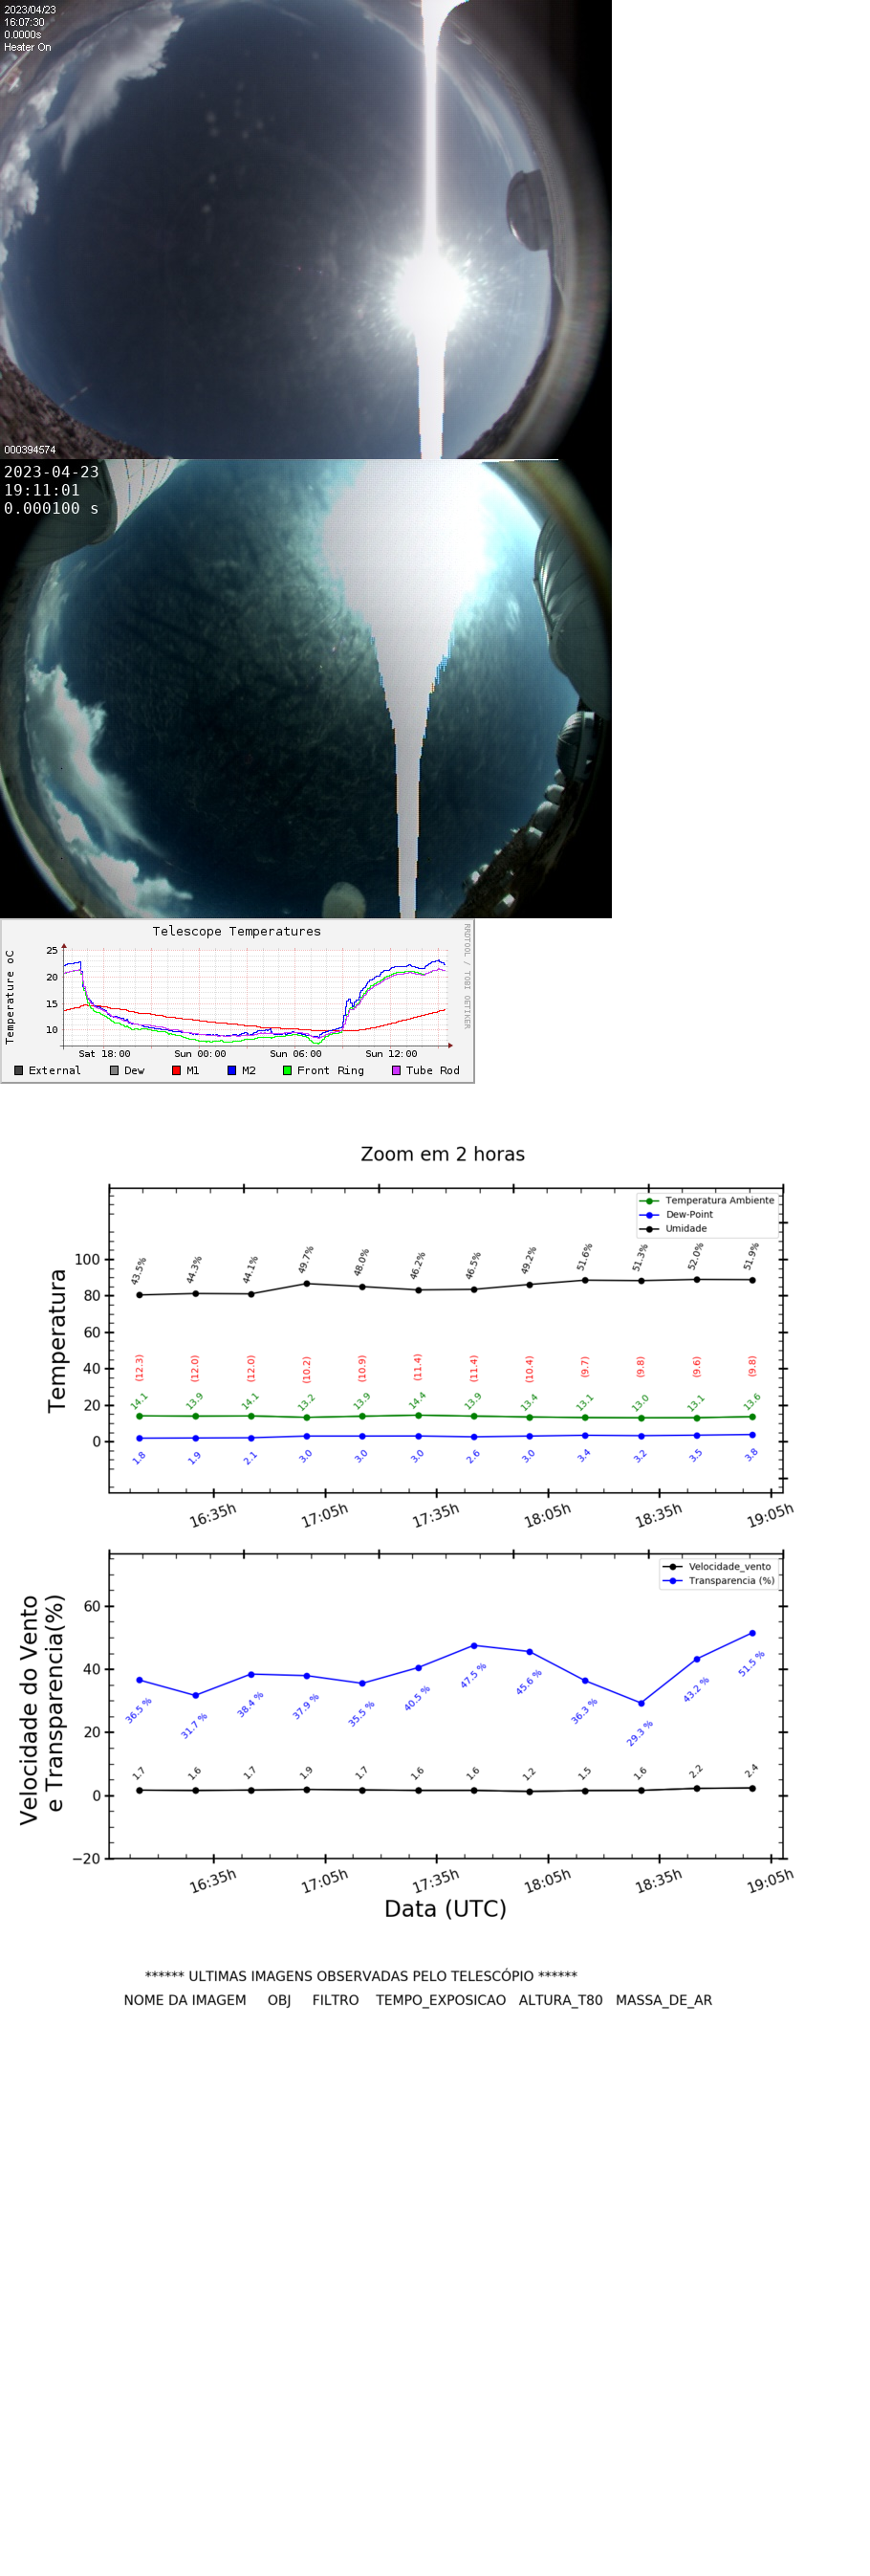 2023/04/23
16:07:30
0.0000s
Heater On
000394574
2023-04-23
19:11:01
0.000100 s
Telescope Temperatures
RRDTOOL / TOBI OETIKER
Temperature oC
25
20
15
10
Sat 18:00 Sun 00:00 Sun 06:00 Sun 12:00
External Dew M1 M2 Front Ring Tube Rod
Zoom em 2 horas
Temperatura Ambiente
Dew-Point
Umidade
Temperatura
100
80
60
40
20
0
43.5% 44.3% 44.1% 49.7% 48.0% 46.2% 46.5% 49.2% 51.6% 51.3% 52.0% 51.9%
(12.3) (12.0) (12.0) (10.2) (10.9) (11.4) (11.4) (10.4) (9.7) (9.8) (9.6) (9.8)
14.1 13.9 14.1 13.2 13.9 14.4 13.9 13.4 13.1 13.0 13.1 13.6
1.8 1.9 2.1 3.0 3.0 3.0 2.6 3.0 3.4 3.2 3.5 3.8
16:35h 17:05h 17:35h 18:05h 18:35h 19:05h
Velocidade_vento
Transparencia (%)
Velocidade do Vento
e Transparencia(%)
60
40
20
0
−20
36.5 % 31.7 % 38.4 % 37.9 % 35.5 % 40.5 % 47.5 % 45.6 % 36.3 % 29.3 % 43.2 % 51.5 %
1.7 1.6 1.7 1.9 1.7 1.6 1.6 1.2 1.5 1.6 2.2 2.4
16:35h 17:05h 17:35h 18:05h 18:35h 19:05h
Data (UTC)
****** ULTIMAS IMAGENS OBSERVADAS PELO TELESCÓPIO ******
NOME DA IMAGEM OBJ FILTRO TEMPO_EXPOSICAO ALTURA_T80 MASSA_DE_AR